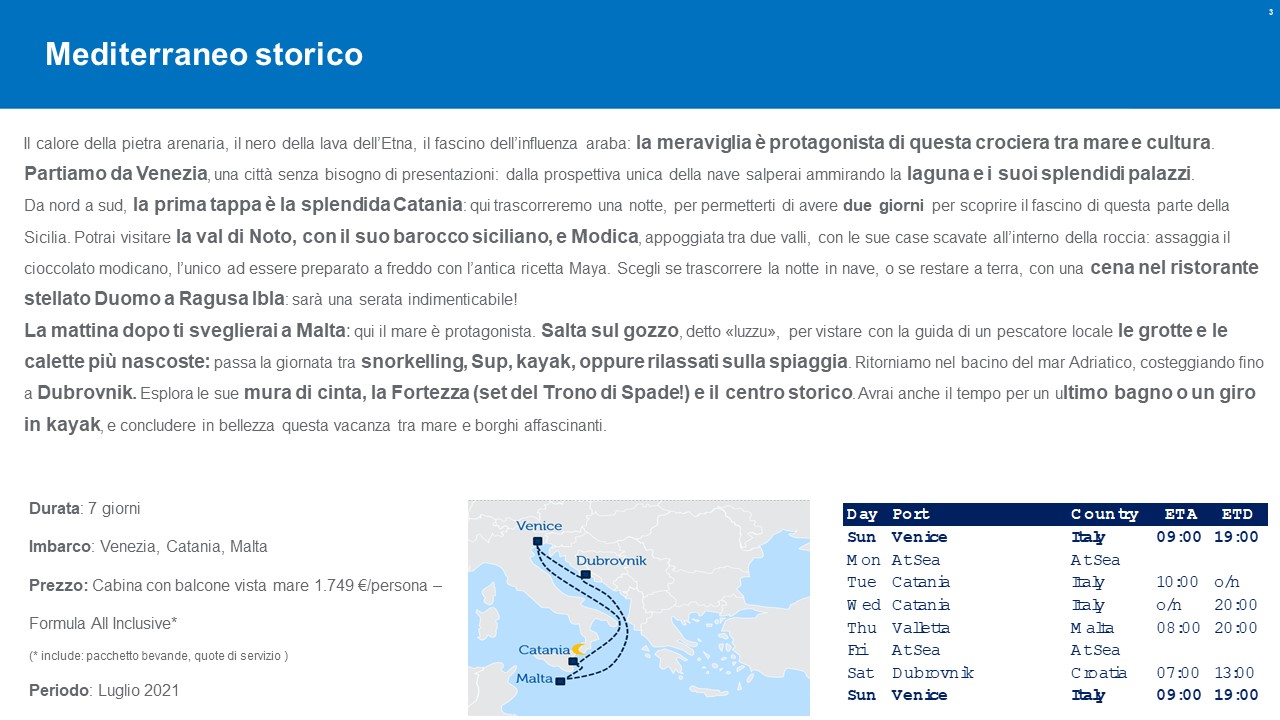 3
Mediterraneo storico
Il calore della pietra arenaria, il nero della lava dell'Etna, il fascino dell'influenza araba: la meraviglia è protagonista di questa crociera tra mare e cultura.
Partiamo da Venezia, una città senza bisogno di presentazioni: dalla prospettiva unica della nave salperai ammirando la laguna e i suoi splendidi palazzi.
Da nord a sud, la prima tappa è la splendida Catania: qui trascorreremo una notte, per permetterti di avere due giorni per scoprire il fascino di questa parte della
Sicilia. Potrai visitare la val di Noto, con il suo barocco siciliano, e Modica, appoggiata tra due valli, con le sue case scavate all'interno della roccia: assaggia il
cioccolato modicano, l'unico ad essere preparato a freddo con l'antica ricetta Maya. Scegli se trascorrere la notte in nave, o se restare a terra, con una cena nel ristorante
stellato Duomo a Ragusa Ibla: sarà una serata indimenticabile!
La mattina dopo ti sveglierai a Malta: qui il mare è protagonista. Salta sul gozzo, detto «luzzu», per vistare con la guida di un pescatore locale le grotte e le
calette più nascoste: passa la giornata tra snorkelling, Sup, kayak, oppure rilassati sulla spiaggia. Ritorniamo nel bacino del mar Adriatico, costeggiando fino
a Dubrovnik. Esplora le sue mura di cinta, la Fortezza (set del Trono di Spade!) e il centro storico. Avrai anche il tempo per un ultimo bagno o un giro
in kayak, e concludere in bellezza questa vacanza tra mare e borghi affascinanti.
Durata: 7 giorni
Imbarco: Venezia, Catania, Malta
Prezzo: Cabina con balcone vista mare 1.749 €/persona –
Formula All Inclusive*
(* include: pacchetto bevande, quote di servizio )
Periodo: Luglio 2021
Venice
Dubrovnik
Catania
Malta
Day Port Country ETA ETD
Sun Venice Italy 09:00 19:00
Mon At Sea At Sea
Tue Catania Italy 10:00 o/n
Wed Catania Italy o/n 20:00
Thu Valletta Malta 08:00 20:00
Fri At Sea At Sea
Sat Dubrovnik Croatia 07:00 13:00
Sun Venice Italy 09:00 19:00